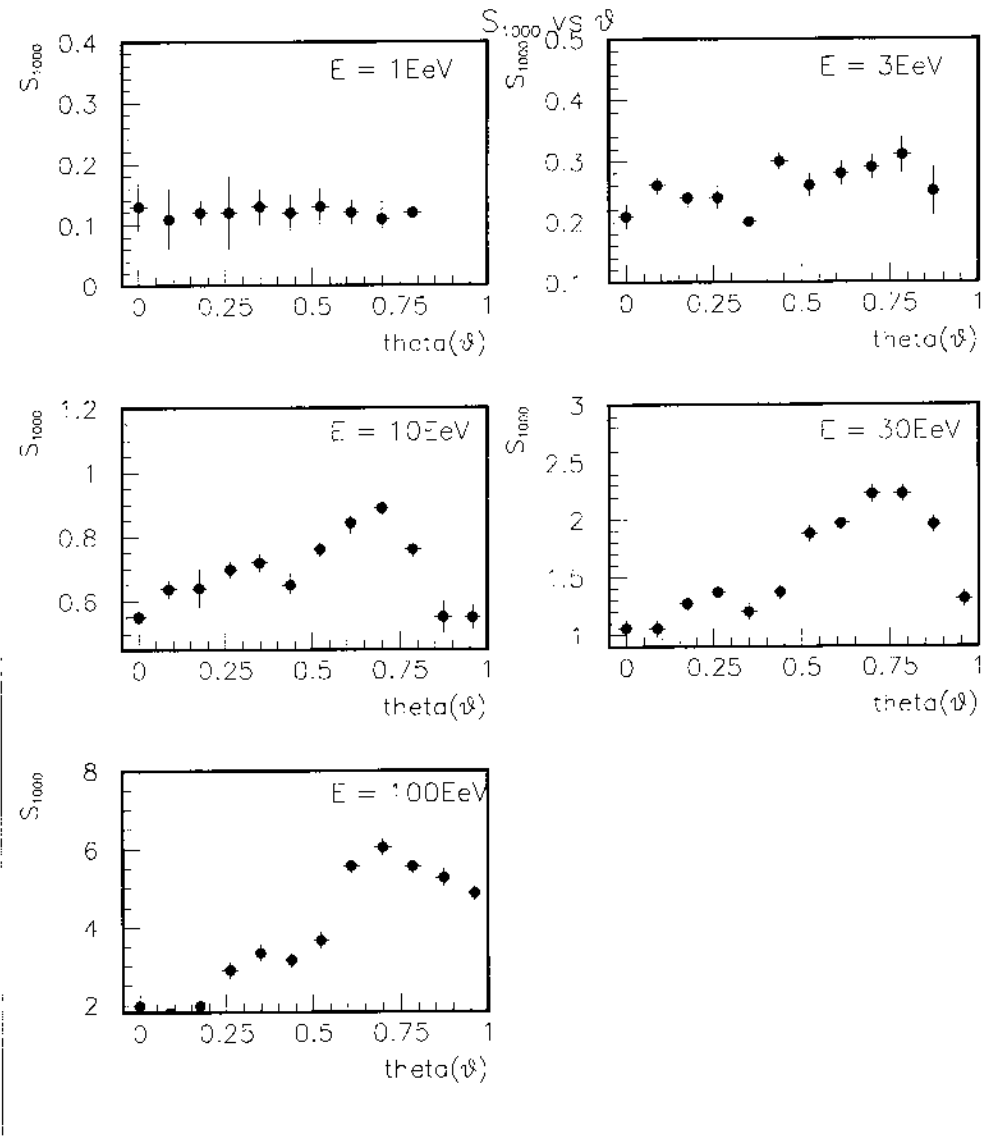 S1000 vs ϑ
S1000
0.4
0.3
0.2
0.1
0
E = 1EeV
0 0.25 0.5 0.75 1
theta(ϑ)
S1000
0.5
0.4
0.3
0.2
0.1
E = 3EeV
0 0.25 0.5 0.75 1
theta(ϑ)
S1000
1.2
1
0.8
0.6
E = 10EeV
0 0.25 0.5 0.75 1
theta(ϑ)
S1000
3
2.5
2
1.5
1
E = 30EeV
0 0.25 0.5 0.75 1
theta(ϑ)
S1000
8
6
4
2
E = 100EeV
0 0.25 0.5 0.75 1
theta(ϑ)